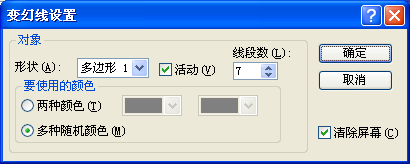 变幻线设置
对象
线段数(L):
形状(A): 多边形 1 活动(V) 7
确定
取消
要使用的颜色
两种颜色(T)
多种随机颜色(M)
清除屏幕(C)